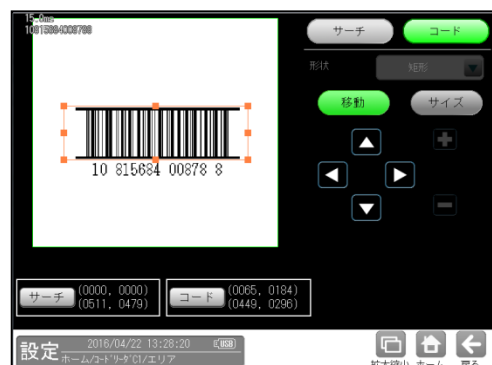 15.0ms
10815684008788
サーチ
コード
形状
矩形
移動
サイズ
10 815684 00878 8
サーチ
(0000, 0000)
(0511, 0479)
コード
(0065, 0184)
(0449, 0296)
設定
2016/04/22 13:28:20
USB
ホーム/コードリーダC1/エリア
拡大縮小
ホーム
戻る